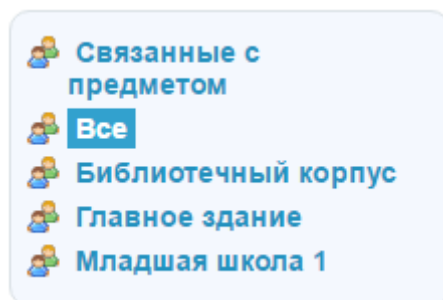 Связанные с
предметом
Все
Библиотечный корпус
Главное здание
Младшая школа 1